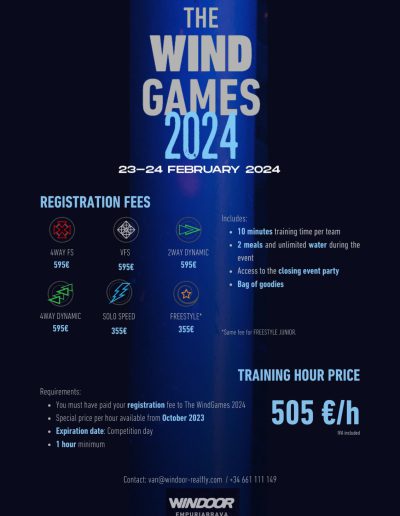 THE
WIND
GAMES
2024
23–24 FEBRUARY 2024
REGISTRATION FEES
4WAY FS
595€
VFS
595€
2WAY DYNAMIC
595€
4WAY DYNAMIC
595€
SOLO SPEED
355€
FREESTYLE*
355€
Includes:
• 10 minutes training time per team
• 2 meals and unlimited water during the
event
• Access to the closing event party
• Bag of goodies
*Same fee for FREESTYLE JUNIOR.
TRAINING HOUR PRICE
505 €/h
IVA included
Requirements:
• You must have paid your registration fee to The WindGames 2024
• Special price per hour available from October 2023
• Expiration date: Competition day
• 1 hour minimum
Contact: van@windoor-realfly.com / +34 661 111 149
WINDOOR
EMPURIABRAVA